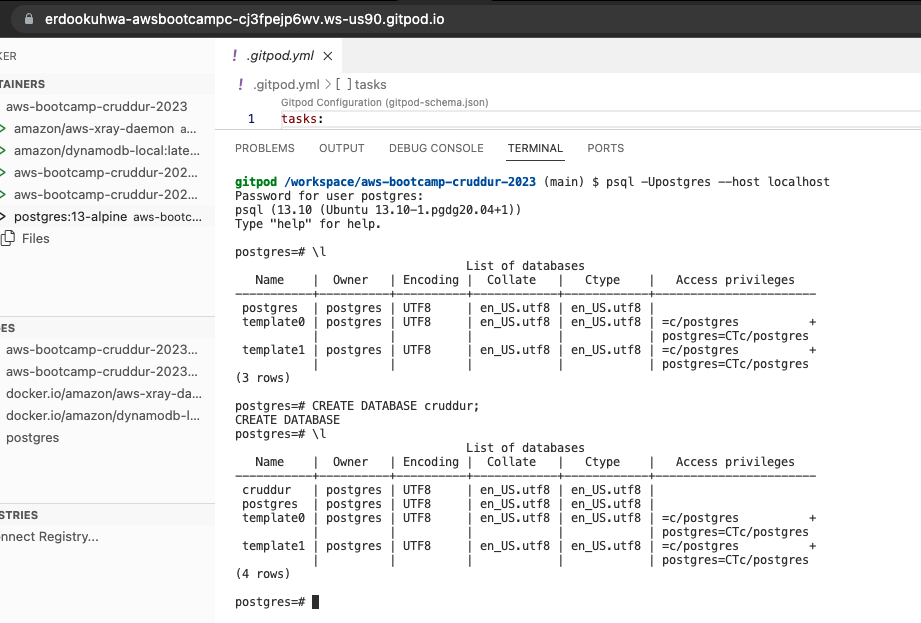 erdookuhwa-awsbootcampc-cj3fpejp6wv.ws-us90.gitpod.io
KER
TAINERS
aws-bootcamp-cruddur-2023
amazon/aws-xray-daemon a...
amazon/dynamodb-local:late...
aws-bootcamp-cruddur-202...
aws-bootcamp-cruddur-202...
postgres:13-alpine aws-bootc...
Files
ES
aws-bootcamp-cruddur-2023...
aws-bootcamp-cruddur-2023...
docker.io/amazon/aws-xray-da...
docker.io/amazon/dynamodb-l...
postgres
STRIES
nnect Registry...
! .gitpod.yml ×
! .gitpod.yml > [ ] tasks
Gitpod Configuration (gitpod-schema.json)
1 tasks:
PROBLEMS OUTPUT DEBUG CONSOLE TERMINAL PORTS
gitpod /workspace/aws-bootcamp-cruddur-2023 (main) $ psql -Upostgres --host localhost
Password for user postgres:
psql (13.10 (Ubuntu 13.10-1.pgdg20.04+1))
Type "help" for help.
postgres=# \l
List of databases
Name | Owner | Encoding | Collate | Ctype | Access privileges
-----------+----------+----------+------------+------------+-----------------------
postgres | postgres | UTF8 | en_US.utf8 | en_US.utf8 |
template0 | postgres | UTF8 | en_US.utf8 | en_US.utf8 | =c/postgres +
| | | | | postgres=CTc/postgres
template1 | postgres | UTF8 | en_US.utf8 | en_US.utf8 | =c/postgres +
| | | | | postgres=CTc/postgres
(3 rows)
postgres=# CREATE DATABASE cruddur;
CREATE DATABASE
postgres=# \l
List of databases
Name | Owner | Encoding | Collate | Ctype | Access privileges
-----------+----------+----------+------------+------------+-----------------------
cruddur | postgres | UTF8 | en_US.utf8 | en_US.utf8 |
postgres | postgres | UTF8 | en_US.utf8 | en_US.utf8 |
template0 | postgres | UTF8 | en_US.utf8 | en_US.utf8 | =c/postgres +
| | | | | postgres=CTc/postgres
template1 | postgres | UTF8 | en_US.utf8 | en_US.utf8 | =c/postgres +
| | | | | postgres=CTc/postgres
(4 rows)
postgres=#